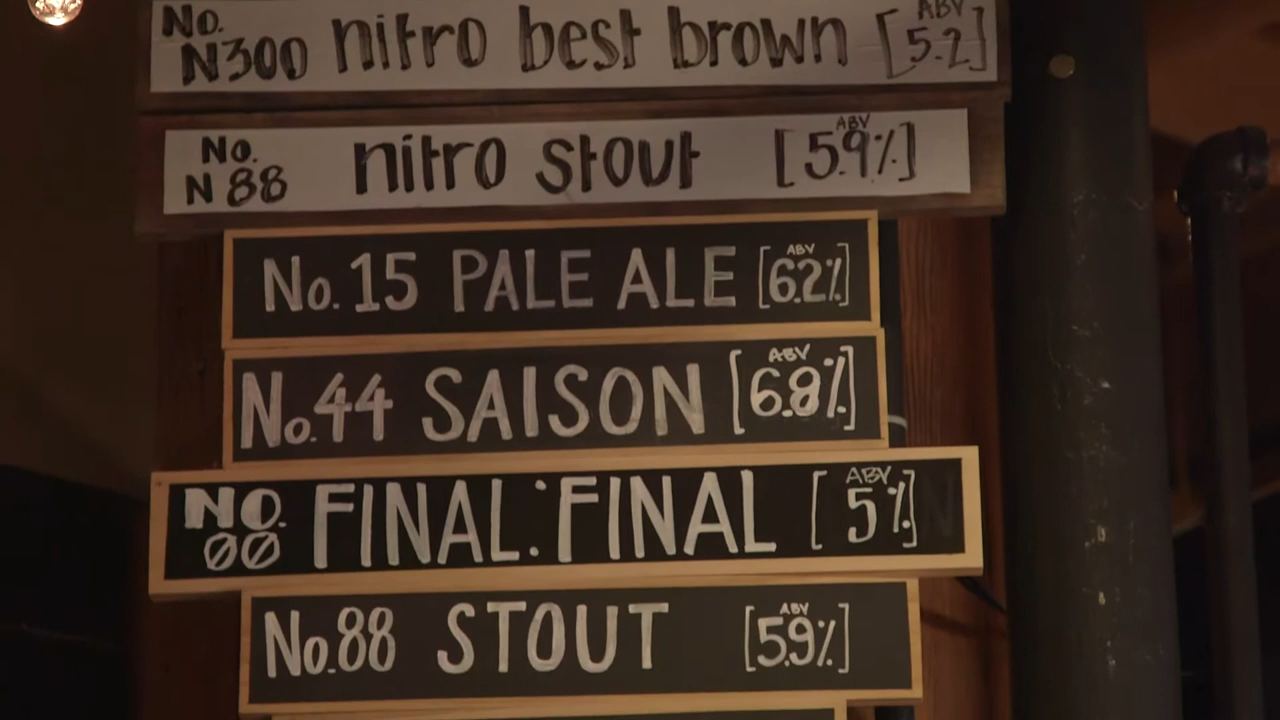 No. N300 nitro best brown [ABV 5.2]
No. N88 nitro stout [ABV 5.9%]
No. 15 PALE ALE [ABV 6.2%]
No. 44 SAISON [ABV 6.8%]
No. 00 FINAL:FINAL [ABV 5%]
No. 88 STOUT [ABV 5.9%]